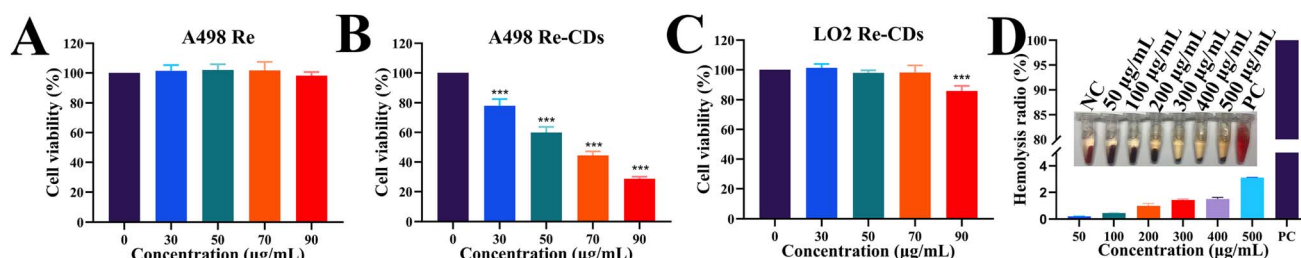 A
A498 Re
Cell viability (%)
120
100
80
60
40
20
0
0 30 50 70 90
Concentration (µg/mL)
B
A498 Re-CDs
Cell viability (%)
120
100
80
60
40
20
0
***
***
***
***
0 30 50 70 90
Concentration (µg/mL)
C
LO2 Re-CDs
Cell viability (%)
120
100
80
60
40
20
0
***
0 30 50 70 90
Concentration (µg/mL)
D
Hemolysis radio (%)
100
95
90
85
80
4
2
0
NC
50 µg/mL
100 µg/mL
200 µg/mL
300 µg/mL
400 µg/mL
500 µg/mL
PC
50 100 200 300 400 500 PC
Concentration (µg/mL)